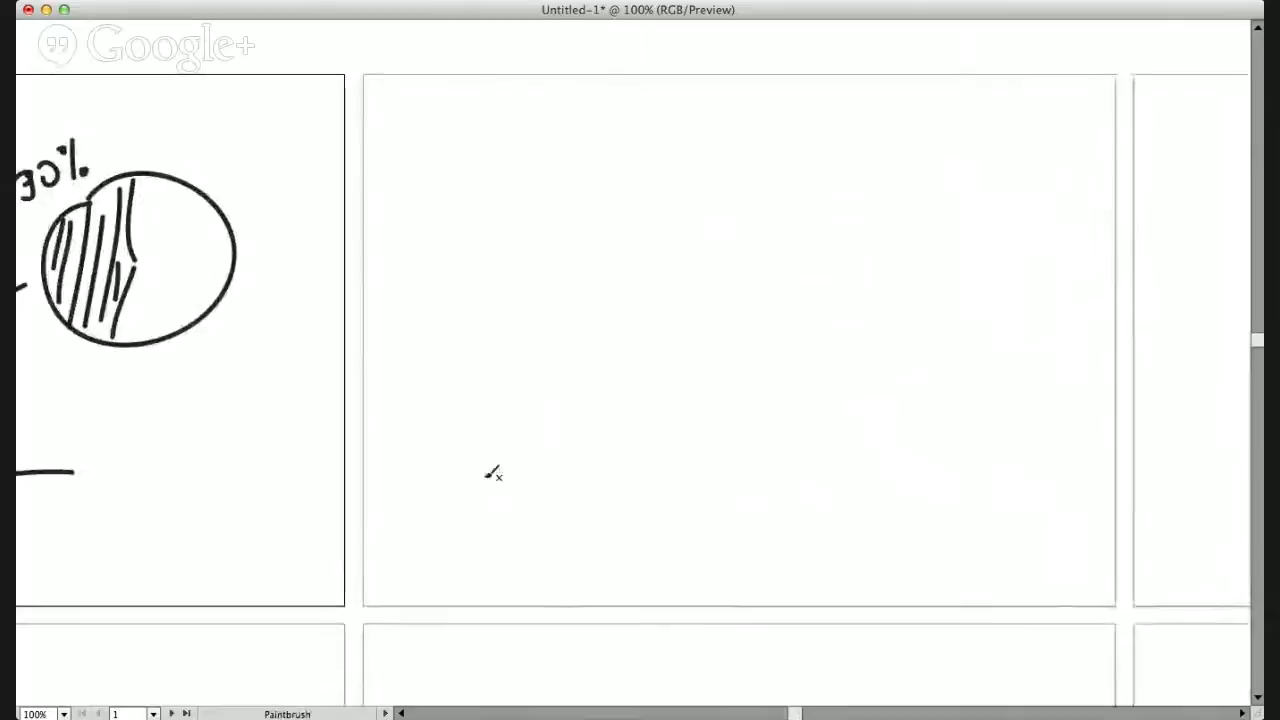 Untitled-1* @ 100% (RGB/Preview)
Google+
30%
100%
1
Paintbrush